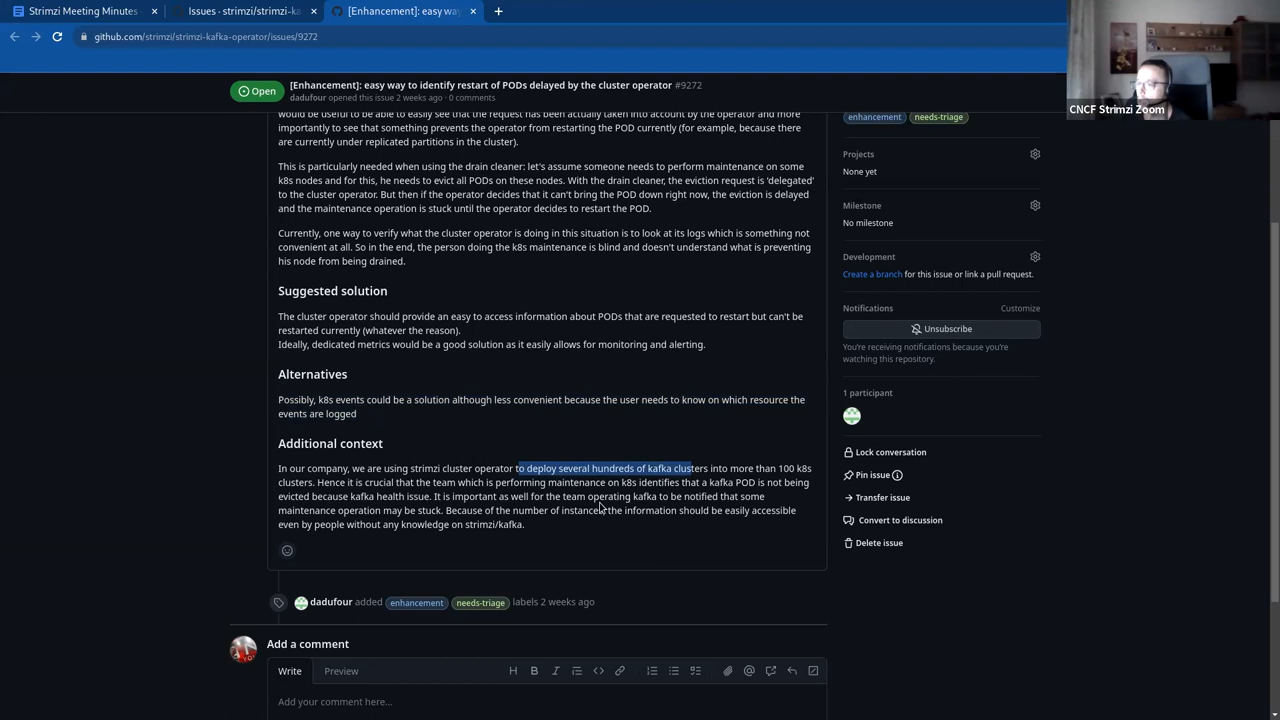 Strimzi Meeting Minutes -
Issues · strimzi/strimzi-ka
[Enhancement]: easy way
github.com/strimzi/strimzi-kafka-operator/issues/9272
CNCF Strimzi Zoom
Open
[Enhancement]: easy way to identify restart of PODs delayed by the cluster operator #9272
dadufour opened this issue 2 weeks ago · 0 comments
would be useful to be able to easily see that the request has been actually taken into account by the operator and more
importantly to see that something prevents the operator from restarting the POD currently (for example, because there
are currently under replicated partitions in the cluster).
This is particularly needed when using the drain cleaner: let's assume someone needs to perform maintenance on some
k8s nodes and for this, he needs to evict all PODs on these nodes. With the drain cleaner, the eviction request is 'delegated'
to the cluster operator. But then if the operator decides that it can't bring the POD down right now, the eviction is delayed
and the maintenance operation is stuck until the operator decides to restart the POD.
Currently, one way to verify what the cluster operator is doing in this situation is to look at its logs which is something not
convenient at all. So in the end, the person doing the k8s maintenance is blind and doesn't understand what is preventing
his node from being drained.
Suggested solution
The cluster operator should provide an easy to access information about PODs that are requested to restart but can't be
restarted currently (whatever the reason).
Ideally, dedicated metrics would be a good solution as it easily allows for monitoring and alerting.
Alternatives
Possibly, k8s events could be a solution although less convenient because the user needs to know on which resource the
events are logged
Additional context
In our company, we are using strimzi cluster operator to deploy several hundreds of kafka clusters into more than 100 k8s
clusters. Hence it is crucial that the team which is performing maintenance on k8s identifies that a kafka POD is not being
evicted because kafka health issue. It is important as well for the team operating kafka to be notified that some
maintenance operation may be stuck. Because of the number of instances the information should be easily accessible
even by people without any knowledge on strimzi/kafka.
dadufour added enhancement needs-triage labels 2 weeks ago
Add a comment
Write
Preview
H B
Add your comment here...
enhancement needs-triage
Projects
None yet
Milestone
No milestone
Development
Create a branch for this issue or link a pull request.
Notifications
Customize
Unsubscribe
You're receiving notifications because you're
watching this repository.
1 participant
Lock conversation
Pin issue
Transfer issue
Convert to discussion
Delete issue